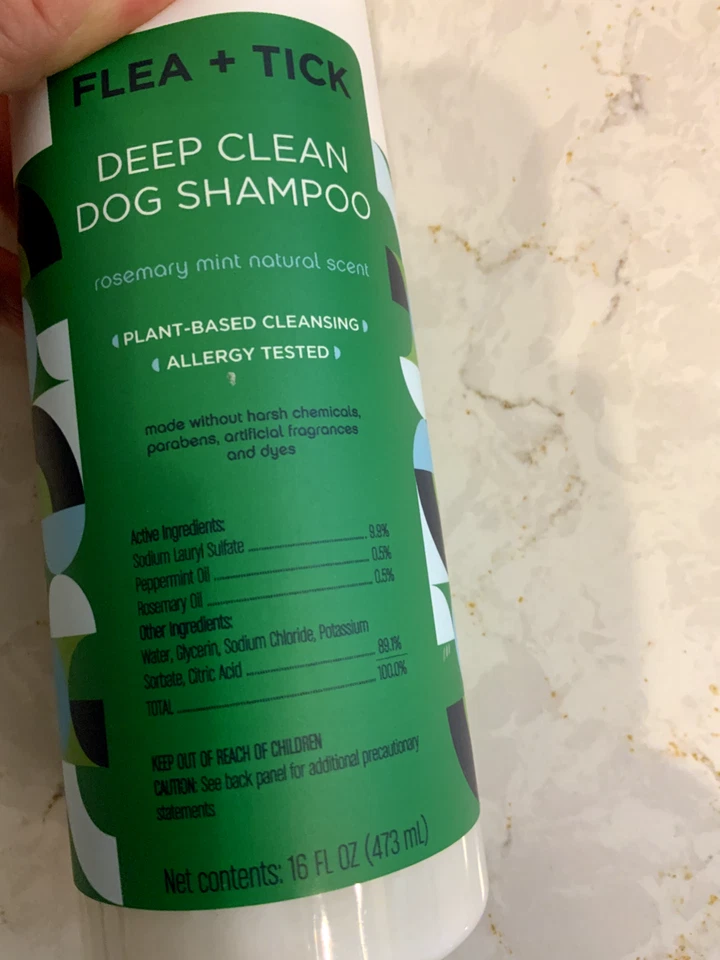 FLEA + TICK
DEEP CLEAN
DOG SHAMPOO
rosemary mint natural scent
PLANT-BASED CLEANSING
ALLERGY TESTED
made without harsh chemicals,
parabens, artificial fragrances
and dyes
Active Ingredients:
Sodium Lauryl Sulfate 9.9%
Peppermint Oil 0.5%
Rosemary Oil 0.5%
Other Ingredients:
Water, Glycerin, Sodium Chloride, Potassium
Sorbate, Citric Acid 89.1%
TOTAL 100.0%
KEEP OUT OF REACH OF CHILDREN
CAUTION: See back panel for additional precautionary
statements
Net contents: 16 FL OZ (473 mL)